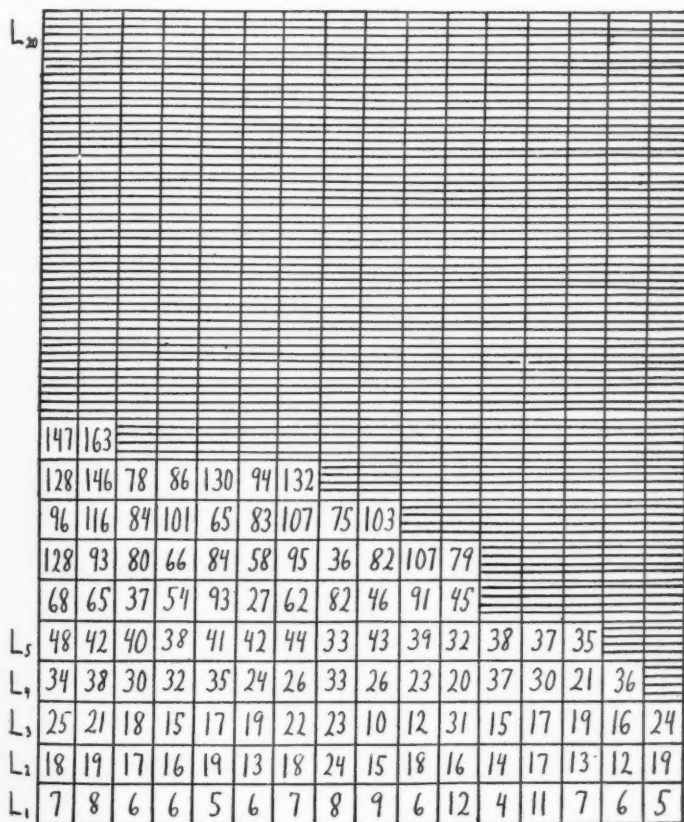 L₂₀
147 163
128 146 78 86 130 94 132
96 116 84 101 65 83 107 75 103
128 93 80 66 84 58 95 36 82 107 79
68 65 37 54 93 27 62 82 46 91 45
L₅ 48 42 40 38 41 42 44 33 43 39 32 38 37 35
L₄ 34 38 30 32 35 24 26 33 26 23 20 37 30 21 36
L₃ 25 21 18 15 17 19 22 23 10 12 31 15 17 19 16 24
L₂ 18 19 17 16 19 13 18 24 15 18 16 14 17 13 12 19
L₁ 7 8 6 6 5 6 7 8 9 6 12 4 11 7 6 5